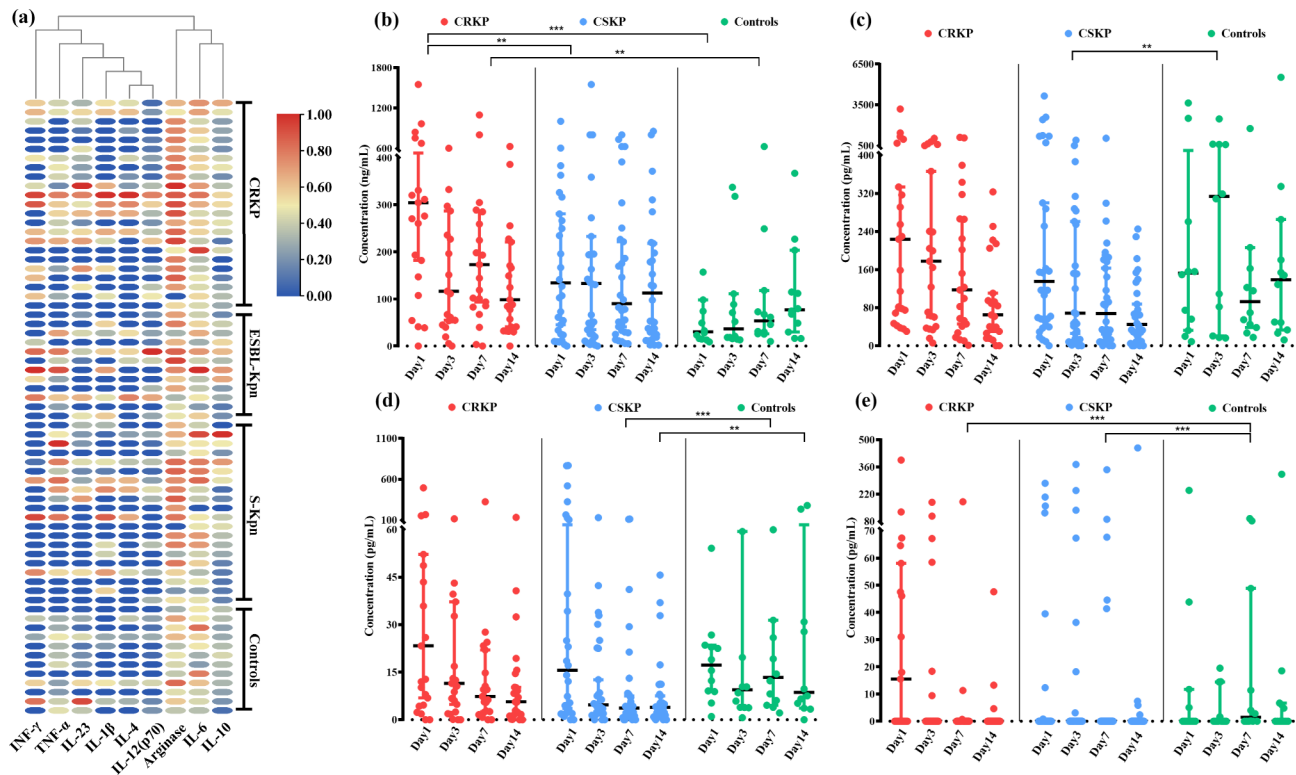 (a)
1.00
0.80
0.60
0.40
0.20
0.00
CRKP
ESBL-Kpn
S-Kpn
Controls
INF-γ
TNF-α
IL-23
IL-1β
IL-4
IL-12(p70)
Arginase
IL-6
IL-10
(b)
CRKP CSKP Controls
***
**
**
Concentration (ng/mL)
1800
1200
600
400
300
200
100
0
Day1 Day3 Day7 Day14 Day1 Day3 Day7 Day14 Day1 Day3 Day7 Day14
(c)
CRKP CSKP Controls
**
Concentration (pg/mL)
6500
3500
500
400
320
240
160
80
0
Day1 Day3 Day7 Day14 Day1 Day3 Day7 Day14 Day1 Day3 Day7 Day14
(d)
CRKP CSKP Controls
***
**
Concentration (pg/mL)
1100
600
100
60
45
30
15
0
Day1 Day3 Day7 Day14 Day1 Day3 Day7 Day14 Day1 Day3 Day7 Day14
(e)
CRKP CSKP Controls
***
***
Concentration (pg/mL)
500
360
220
80
70
60
50
40
30
20
10
0
Day1 Day3 Day7 Day14 Day1 Day3 Day7 Day14 Day1 Day3 Day7 Day14